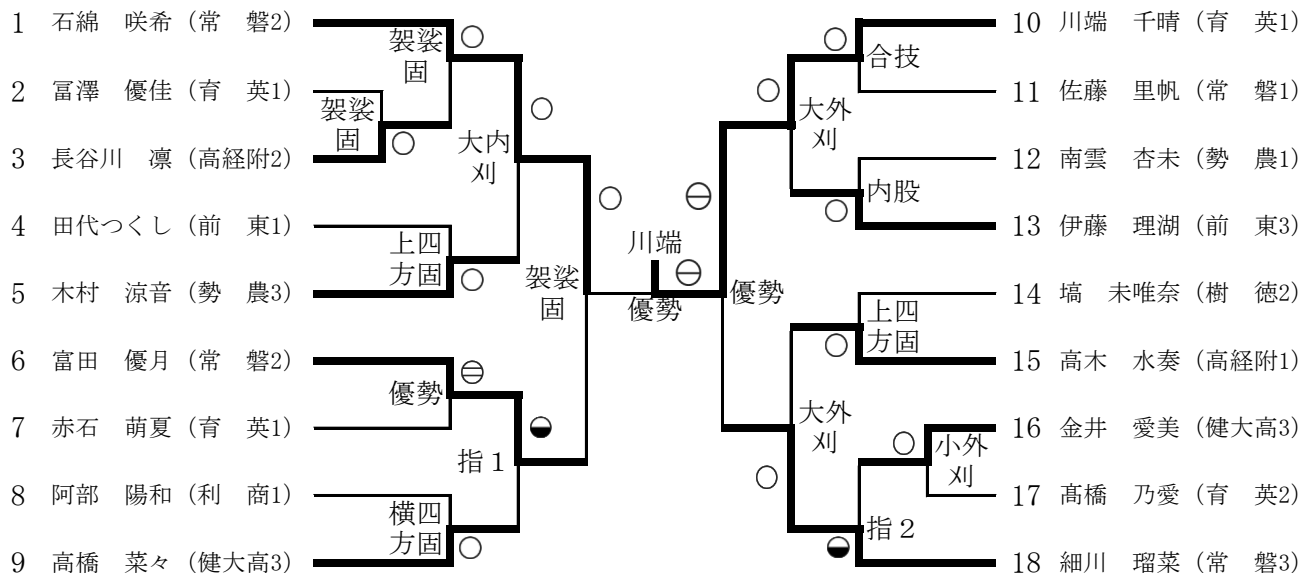 1 石綿 咲希 (常 磐2)
2 冨澤 優佳 (育 英1)
3 長谷川 凛 (高経附2)
4 田代つくし (前 東1)
5 木村 涼音 (勢 農3)
6 富田 優月 (常 磐2)
7 赤石 萌夏 (育 英1)
8 阿部 陽和 (利 商1)
9 高橋 菜々 (健大高3)
袈裟
固
袈裟
固
大内
刈
上四
方固
袈裟
固
優勢
指1
横四
方固
川端
優勢
優勢
合技
大外
刈
内股
上四
方固
大外
刈
小外
刈
指2
10 川端 千晴 (育 英1)
11 佐藤 里帆 (常 磐1)
12 南雲 杏未 (勢 農1)
13 伊藤 理湖 (前 東3)
14 塙 未唯奈 (樹 徳2)
15 高木 水奏 (高経附1)
16 金井 愛美 (健大高3)
17 髙橋 乃愛 (育 英2)
18 細川 瑠菜 (常 磐3)